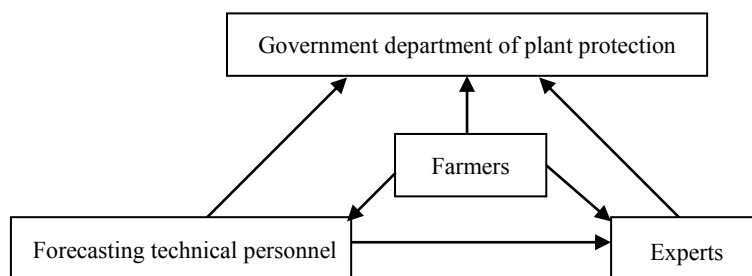 Government department of plant protection
Farmers
Forecasting technical personnel
Experts